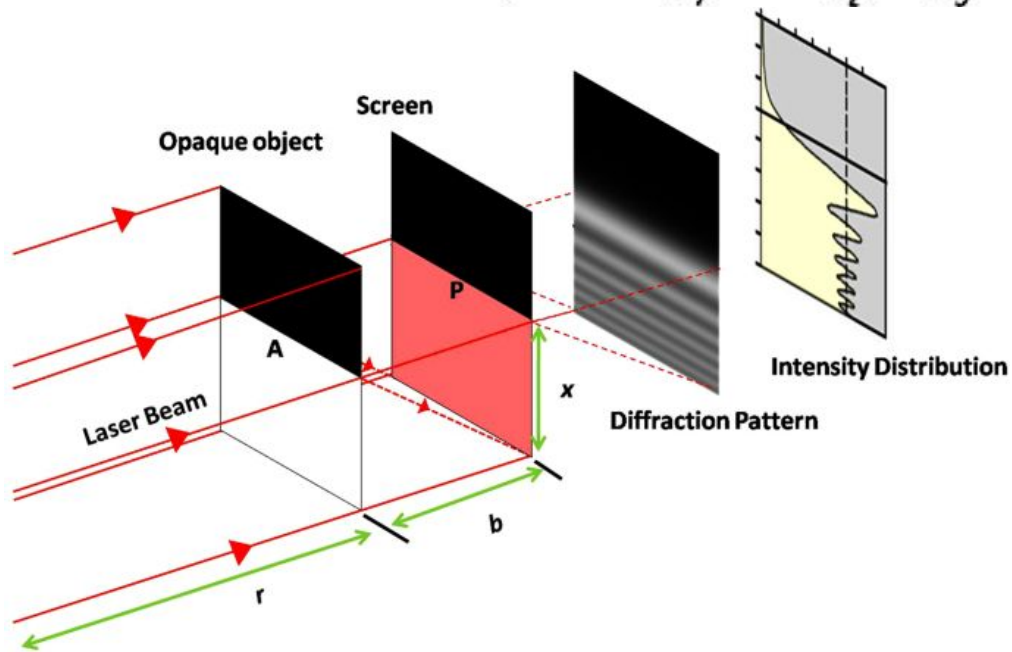 Screen
Opaque object
P
A
x
Intensity Distribution
Laser Beam
Diffraction Pattern
b
r